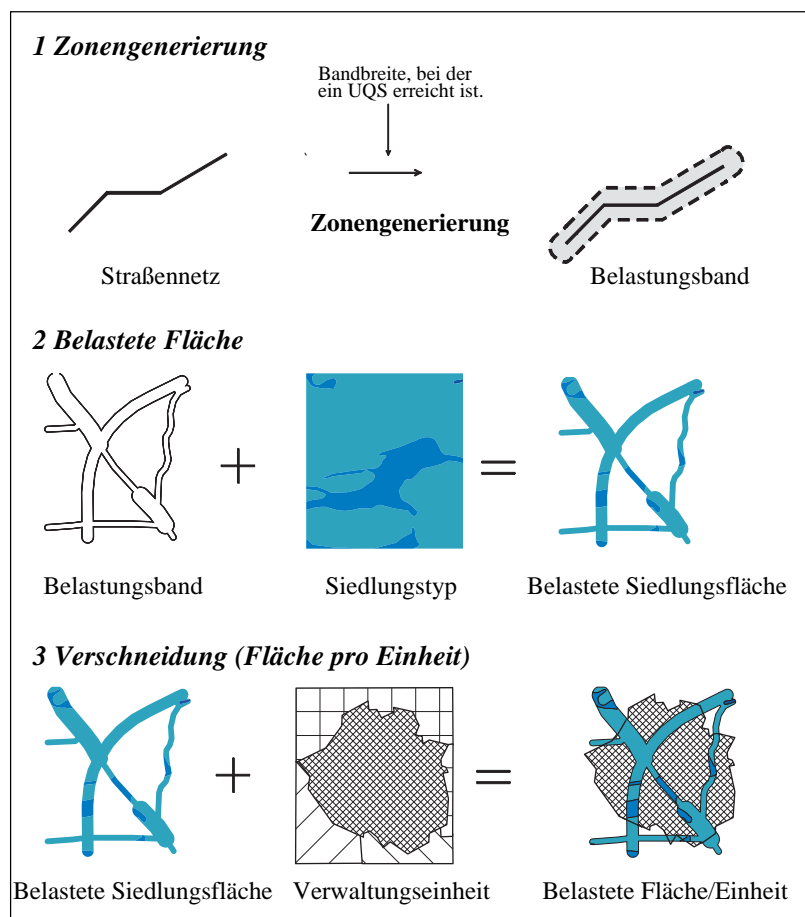 1 Zonengenerierung
Bandbreite, bei der
ein UQS erreicht ist.
Zonengenerierung
Straßennetz
Belastungsband
2 Belastete Fläche
Belastungsband
Siedlungstyp
Belastete Siedlungsfläche
3 Verschneidung (Fläche pro Einheit)
Belastete Siedlungsfläche
Verwaltungseinheit
Belastete Fläche/Einheit